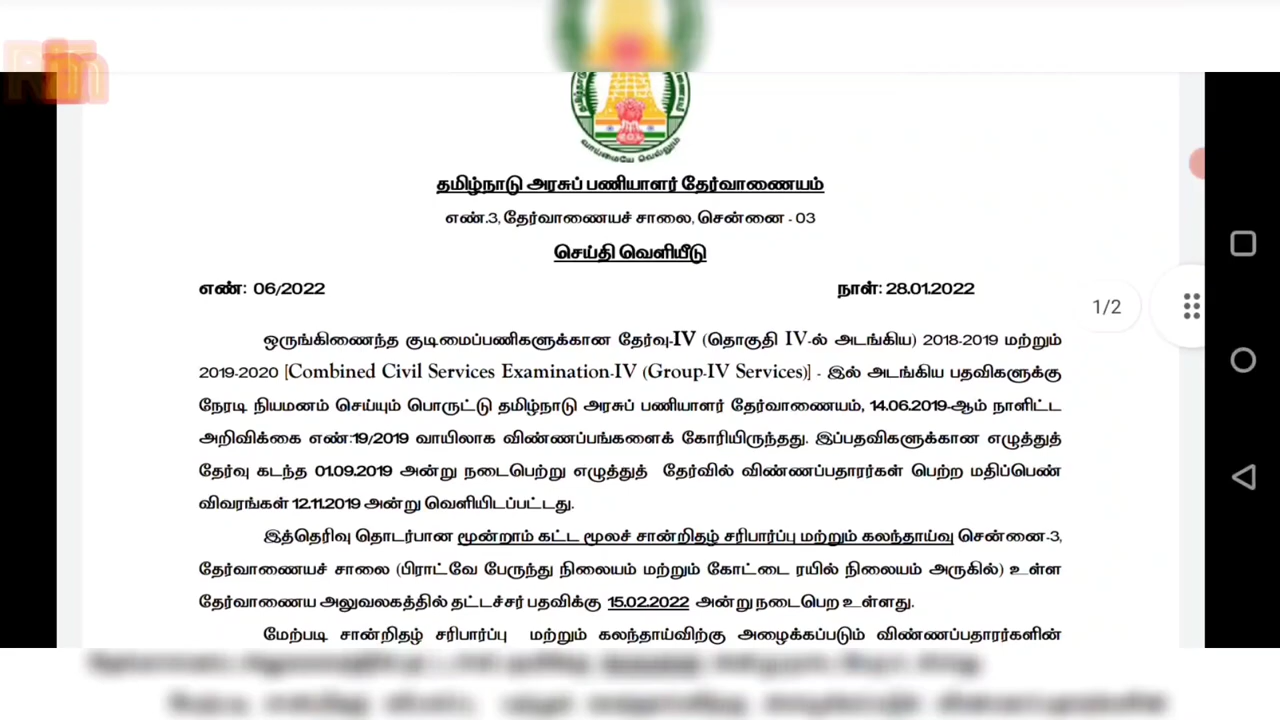 வாய்மையே வெல்லும்
தமிழ்நாடு அரசுப் பணியாளர் தேர்வாணையம்
எண்.3, தேர்வாணையச் சாலை, சென்னை - 03
செய்தி வெளியீடு
எண்: 06/2022 நாள்: 28.01.2022
1/2
ஒருங்கிணைந்த குடிமைப்பணிகளுக்கான தேர்வு-IV (தொகுதி IV-ல் அடங்கிய) 2018-2019 மற்றும்
2019-2020 [Combined Civil Services Examination-IV (Group-IV Services)] - இல் அடங்கிய பதவிகளுக்கு
நேரடி நியமனம் செய்யும் பொருட்டு தமிழ்நாடு அரசுப் பணியாளர் தேர்வாணையம், 14.06.2019-ஆம் நாளிட்ட
அறிவிக்கை எண்:19/2019 வாயிலாக விண்ணப்பங்களைக் கோரியிருந்தது. இப்பதவிகளுக்கான எழுத்துத்
தேர்வு கடந்த 01.09.2019 அன்று நடைபெற்று எழுத்துத் தேர்வில் விண்ணப்பதாரர்கள் பெற்ற மதிப்பெண்
விவரங்கள் 12.11.2019 அன்று வெளியிடப்பட்டது.
இத்தெரிவு தொடர்பான மூன்றாம் கட்ட மூலச் சான்றிதழ் சரிபார்ப்பு மற்றும் கலந்தாய்வு சென்னை-3,
தேர்வாணையச் சாலை (பிராட்வே பேருந்து நிலையம் மற்றும் கோட்டை ரயில் நிலையம் அருகில்) உள்ள
தேர்வாணைய அலுவலகத்தில் தட்டச்சர் பதவிக்கு 15.02.2022 அன்று நடைபெற உள்ளது.
மேற்படி சான்றிதழ் சரிபார்ப்பு மற்றும் கலந்தாய்விற்கு அழைக்கப்படும் விண்ணப்பதாரர்களின்